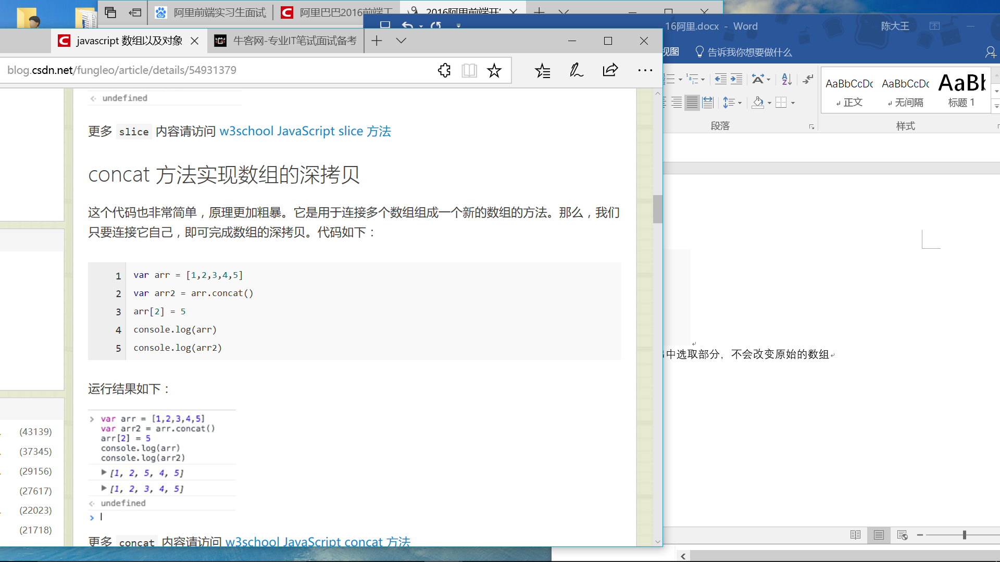 阿里前端实习生面试
阿里巴巴2016前端工
2016阿里前端开
16阿里.docx - Word
陈大王
javascript 数组以及对象
牛客网-专业IT笔试面试备考
视图
告诉我你想要做什么
blog.csdn.net/fungleo/article/details/54931379
AaBbCcDc
AaBbCcDc
AaBb
正文
无间隔
标题 1
段落
样式
undefined
更多 slice 内容请访问 w3school JavaScript slice 方法
concat 方法实现数组的深拷贝
这个代码也非常简单，原理更加粗暴。它是用于连接多个数组组成一个新的数组的方法。那么，我们
只要连接它自己，即可完成数组的深拷贝。代码如下：
1 var arr = [1,2,3,4,5]
2 var arr2 = arr.concat()
3 arr[2] = 5
4 console.log(arr)
5 console.log(arr2)
中选取部分，不会改变原始的数组
运行结果如下：
> var arr = [1,2,3,4,5]
var arr2 = arr.concat()
arr[2] = 5
console.log(arr)
console.log(arr2)
[1, 2, 5, 4, 5]
[1, 2, 3, 4, 5]
undefined
>
(43139)
(37345)
(29156)
(27617)
(22023)
(21718)
更多 concat 内容请访问 w3school JavaScript concat 方法